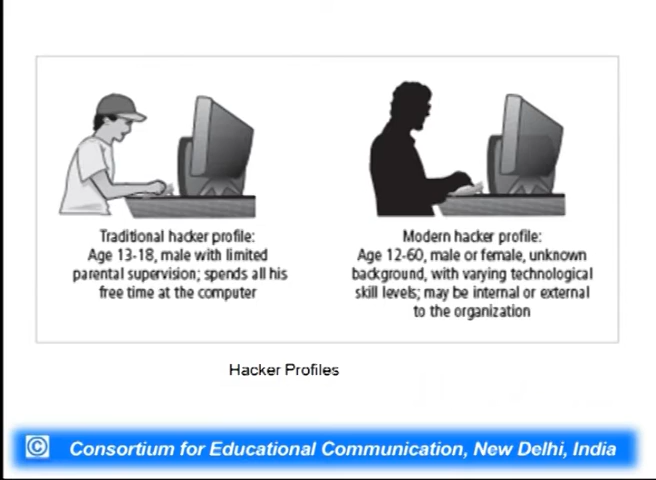 Traditional hacker profile:
Age 13-18, male with limited
parental supervision; spends all his
free time at the computer
Modern hacker profile:
Age 12-60, male or female, unknown
background, with varying technological
skill levels; may be internal or external
to the organization
Hacker Profiles
© Consortium for Educational Communication, New Delhi, India